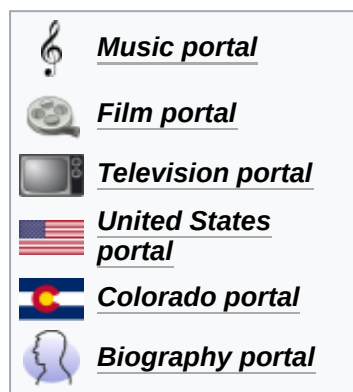 Music portal
Film portal
Television portal
United States
portal
Colorado portal
Biography portal